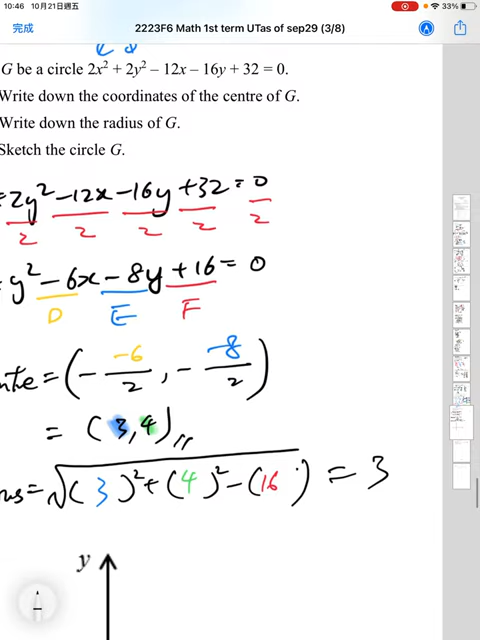 10:46 10月21日週五 33%
完成 2223F6 Math 1st term UTas of sep29 (3/8)
G be a circle 2x² + 2y² – 12x – 16y + 32 = 0.
Write down the coordinates of the centre of G.
Write down the radius of G.
Sketch the circle G.
2y² - 12x - 16y + 32 = 0
2 2 2 2 2
y² - 6x - 8y + 16 = 0
D E F
= (- -6/2 , - -8/2)
= (3, 4)
= √((3)² + (4)² - (16)) = 3
y